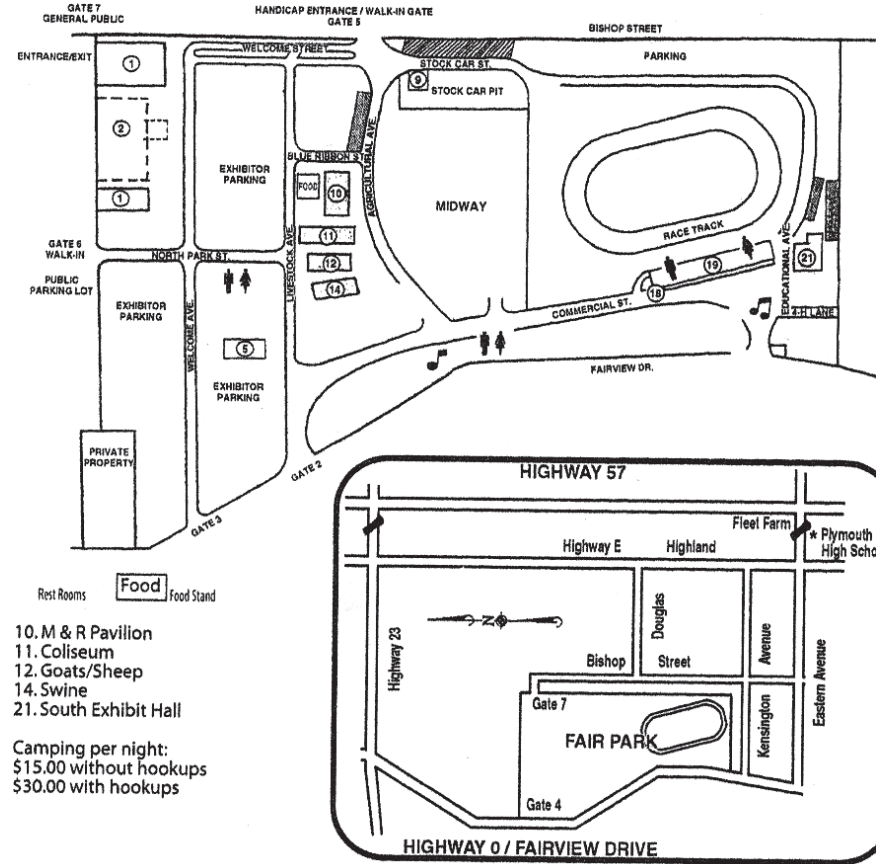 GATE 7
GENERAL PUBLIC
HANDICAP ENTRANCE / WALK-IN GATE
GATE 5
BISHOP STREET
ENTRANCE/EXIT
WELCOME STREET
PARKING
1
STOCK CAR ST.
9
STOCK CAR PIT
2
EXHIBITOR
PARKING
BLUE RIBBON ST.
AGRICULTURAL AVE.
FOOD
10
1
MIDWAY
RACE TRACK
11
GATE 6
WALK-IN
NORTH PARK ST.
LIVESTOCK AVE.
12
19
EDUCATIONAL AVE.
21
PUBLIC
PARKING LOT
14
18
EXHIBITOR
PARKING
COMMERCIAL ST.
4-H LANE
WELCOME AVE.
5
FAIRVIEW DR.
EXHIBITOR
PARKING
PRIVATE
PROPERTY
GATE 2
GATE 3
HIGHWAY 57
Fleet Farm
* Plymouth
High Scho
Highway E
Highland
Rest Rooms
Food
Food Stand
10. M & R Pavilion
11. Coliseum
12. Goats/Sheep
14. Swine
21. South Exhibit Hall
Camping per night:
$15.00 without hookups
$30.00 with hookups
N
Highway 23
Douglas
Avenue
Eastern Avenue
Bishop
Street
Gate 7
Kensington
FAIR PARK
Gate 4
HIGHWAY 0 / FAIRVIEW DRIVE